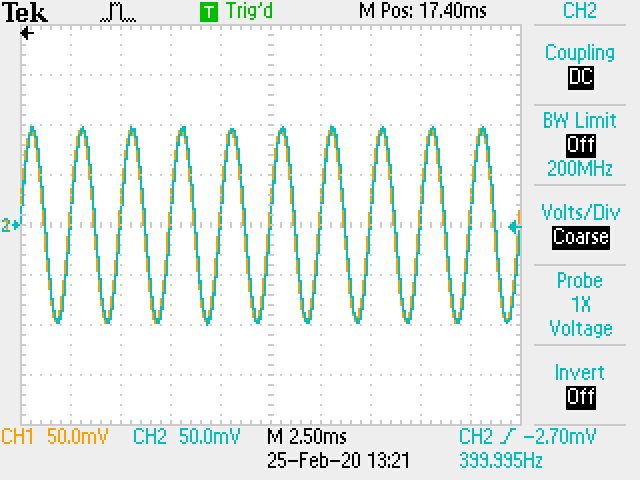 Tek T Trig'd M Pos: 17.40ms CH2
Coupling
DC
BW Limit
Off
200MHz
Volts/Div
Coarse
Probe
1X
Voltage
Invert
Off
2
CH1 50.0mV CH2 50.0mV M 2.50ms CH2 -2.70mV
25-Feb-20 13:21 399.995Hz